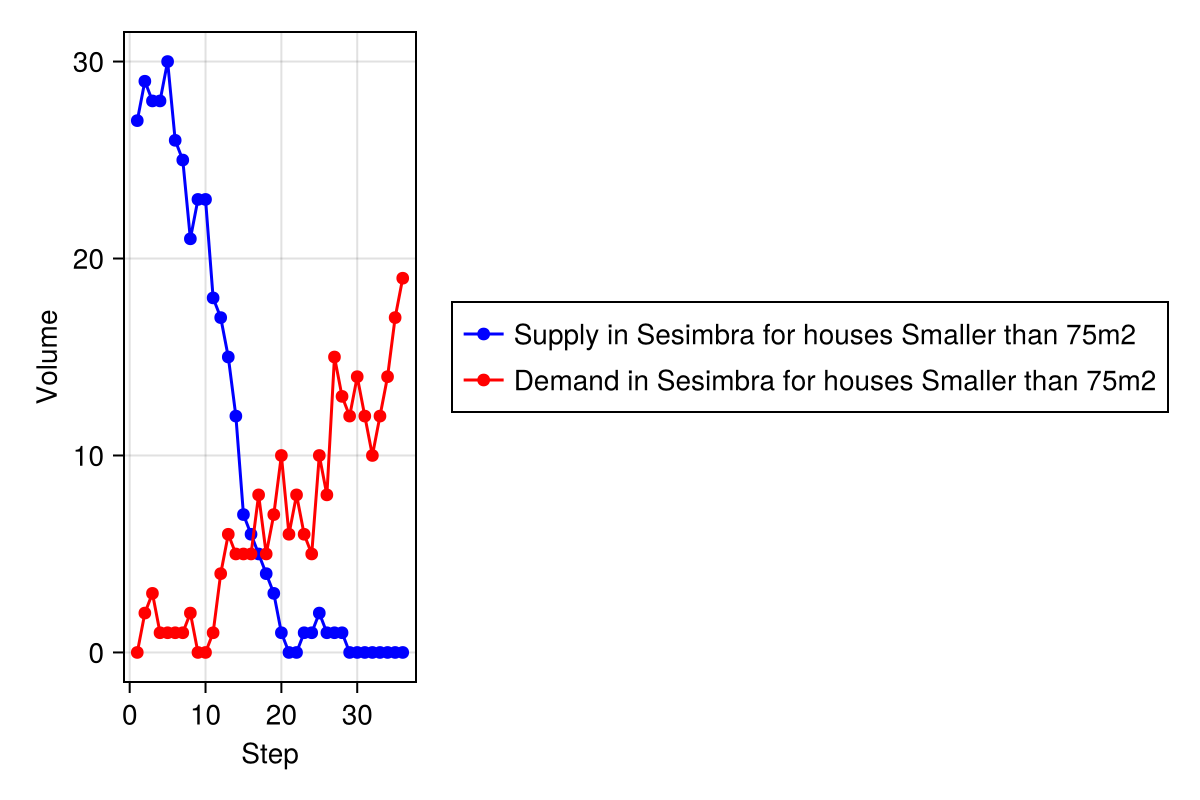 30
20
10
0
Volume
0 10 20 30
Step
Supply in Sesimbra for houses Smaller than 75m2
Demand in Sesimbra for houses Smaller than 75m2